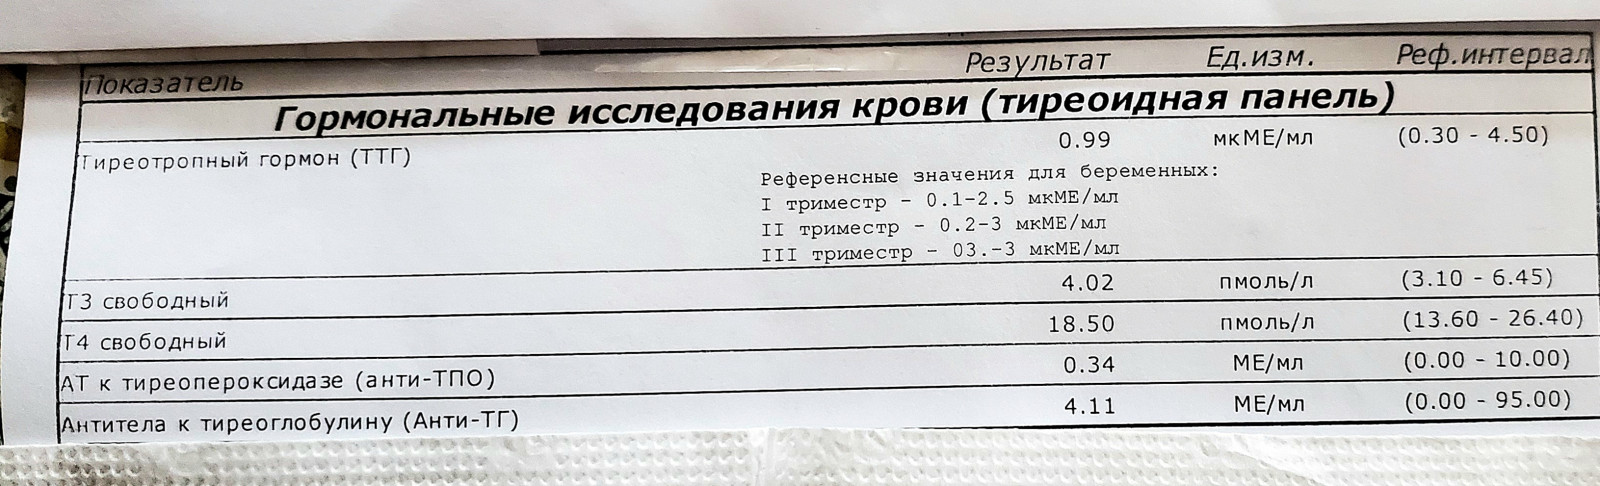 Показатель Результат Ед.изм. Реф.интервал
Гормональные исследования крови (тиреоидная панель)
Тиреотропный гормон (ТТГ) 0.99 мкМЕ/мл (0.30 - 4.50)
Референсные значения для беременных:
I триместр - 0.1-2.5 мкМЕ/мл
II триместр - 0.2-3 мкМЕ/мл
III триместр - 03.-3 мкМЕ/мл
Т3 свободный 4.02 пмоль/л (3.10 - 6.45)
Т4 свободный 18.50 пмоль/л (13.60 - 26.40)
АТ к тиреопероксидазе (анти-ТПО) 0.34 МЕ/мл (0.00 - 10.00)
Антитела к тиреоглобулину (Анти-ТГ) 4.11 МЕ/мл (0.00 - 95.00)